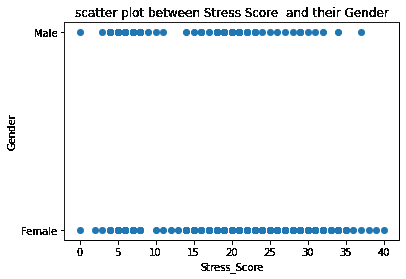 scatter plot between Stress Score  and their Gender
Male
Gender
Female
0 5 10 15 20 25 30 35 40
Stress_Score